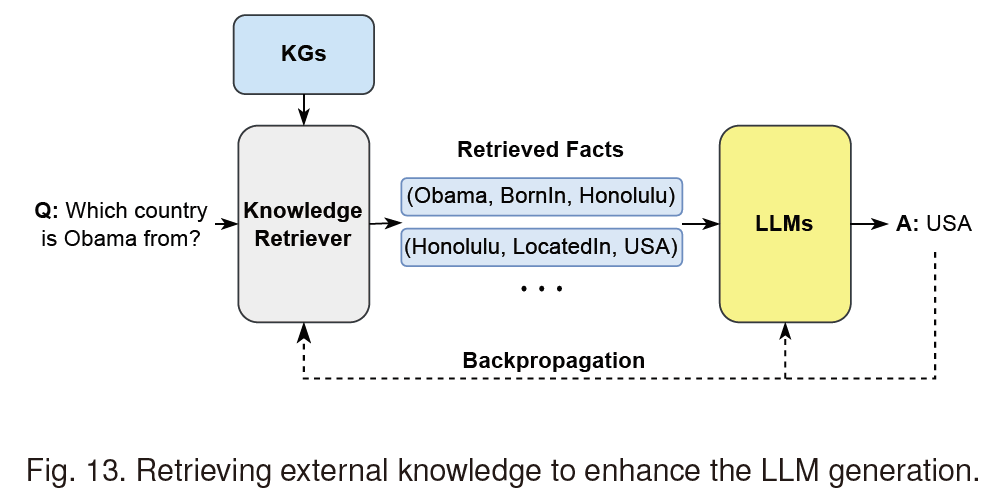 KGs
Q: Which country
is Obama from?
Knowledge
Retriever
Retrieved Facts
(Obama, BornIn, Honolulu)
(Honolulu, LocatedIn, USA)
• • •
LLMs
A: USA
Backpropagation
Fig. 13. Retrieving external knowledge to enhance the LLM generation.